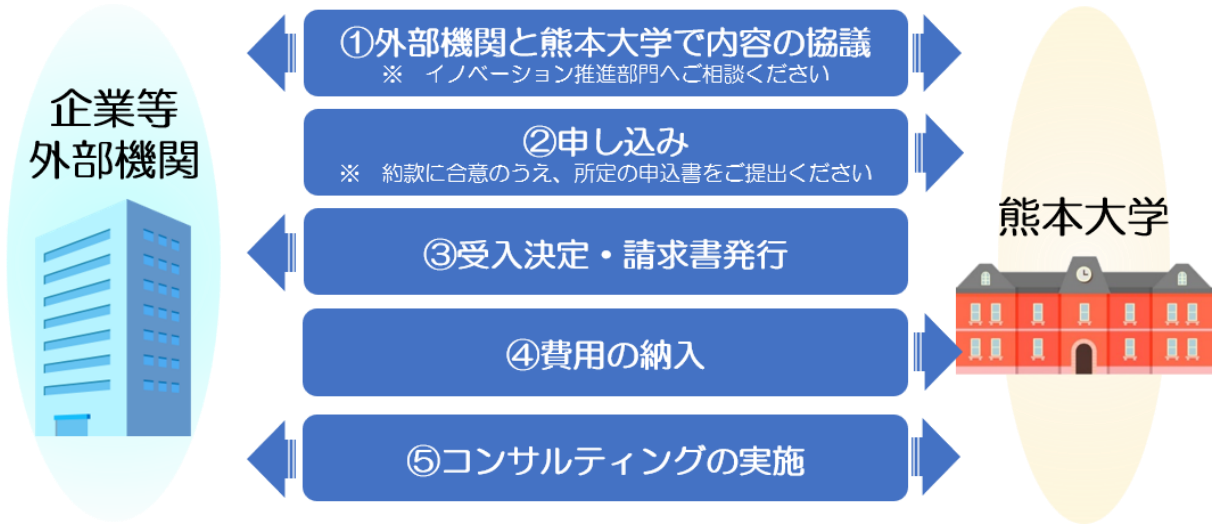 企業等
外部機関
①外部機関と熊本大学で内容の協議
※　イノベーション推進部門へご相談ください
②申し込み
※　約款に合意のうえ、所定の申込書をご提出ください
③受入決定・請求書発行
④費用の納入
⑤コンサルティングの実施
熊本大学